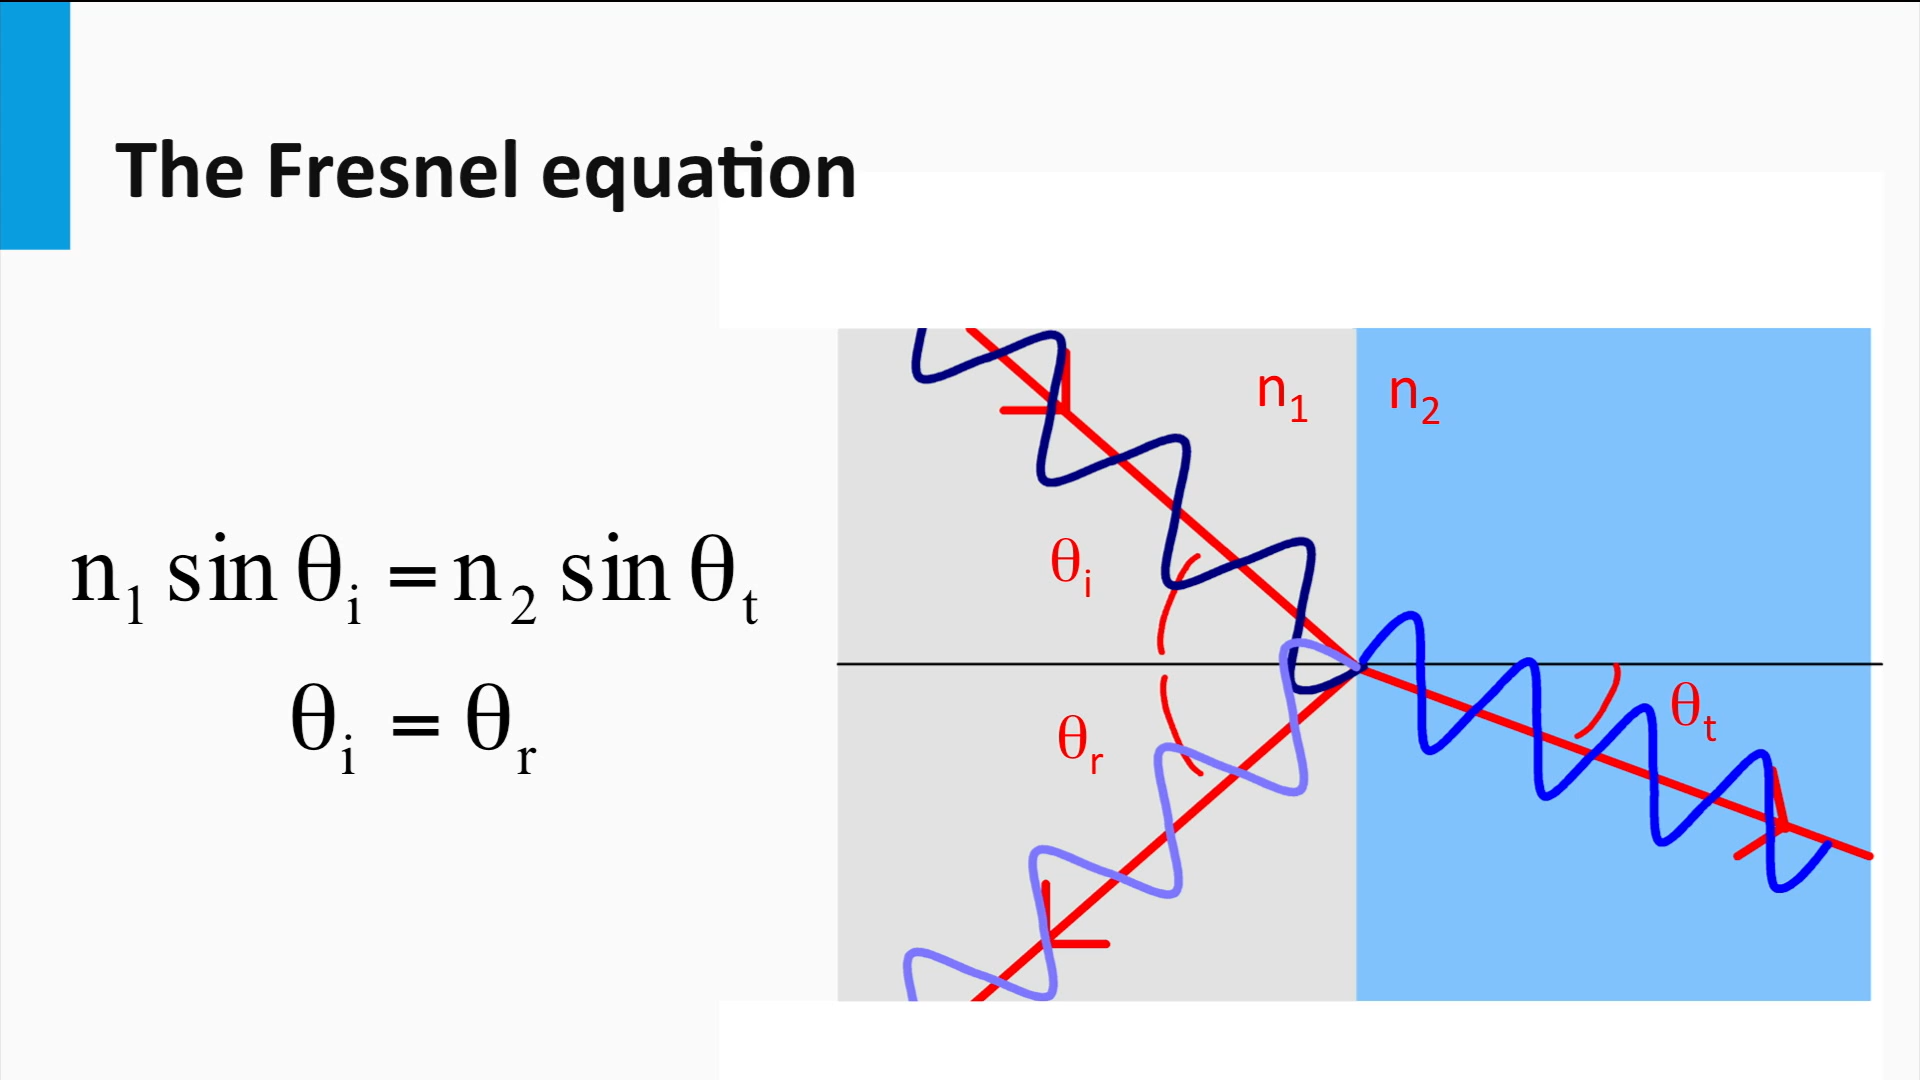 The Fresnel equation
n₁ sin θᵢ = n₂ sin θₜ
θᵢ = θᵣ
n₁
n₂
θᵢ
θᵣ
θₜ